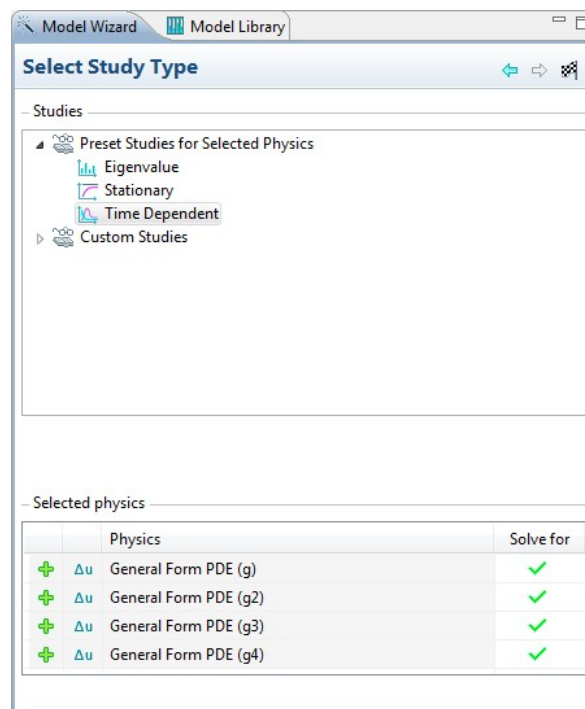 Model Wizard Model Library
Select Study Type
Studies
Preset Studies for Selected Physics
Eigenvalue
Stationary
Time Dependent
Custom Studies
Selected physics
Physics Solve for
Δu General Form PDE (g)
Δu General Form PDE (g2)
Δu General Form PDE (g3)
Δu General Form PDE (g4)